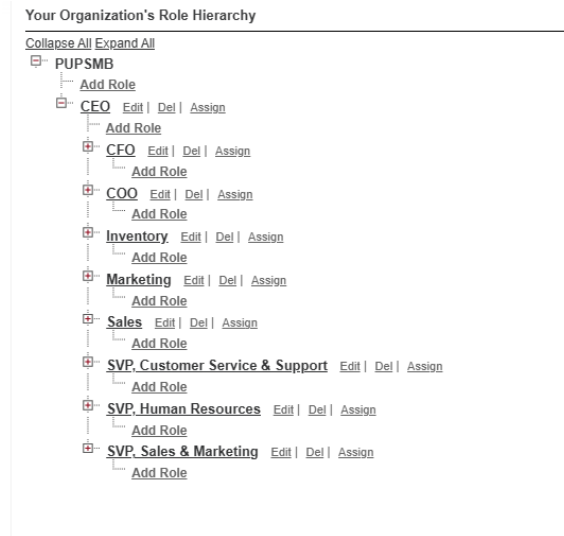 Your Organization's Role Hierarchy
Collapse All Expand All
PUPSMB
Add Role
CEO Edit | Del | Assign
Add Role
CFO Edit | Del | Assign
Add Role
COO Edit | Del | Assign
Add Role
Inventory Edit | Del | Assign
Add Role
Marketing Edit | Del | Assign
Add Role
Sales Edit | Del | Assign
Add Role
SVP, Customer Service & Support Edit | Del | Assign
Add Role
SVP, Human Resources Edit | Del | Assign
Add Role
SVP, Sales & Marketing Edit | Del | Assign
Add Role